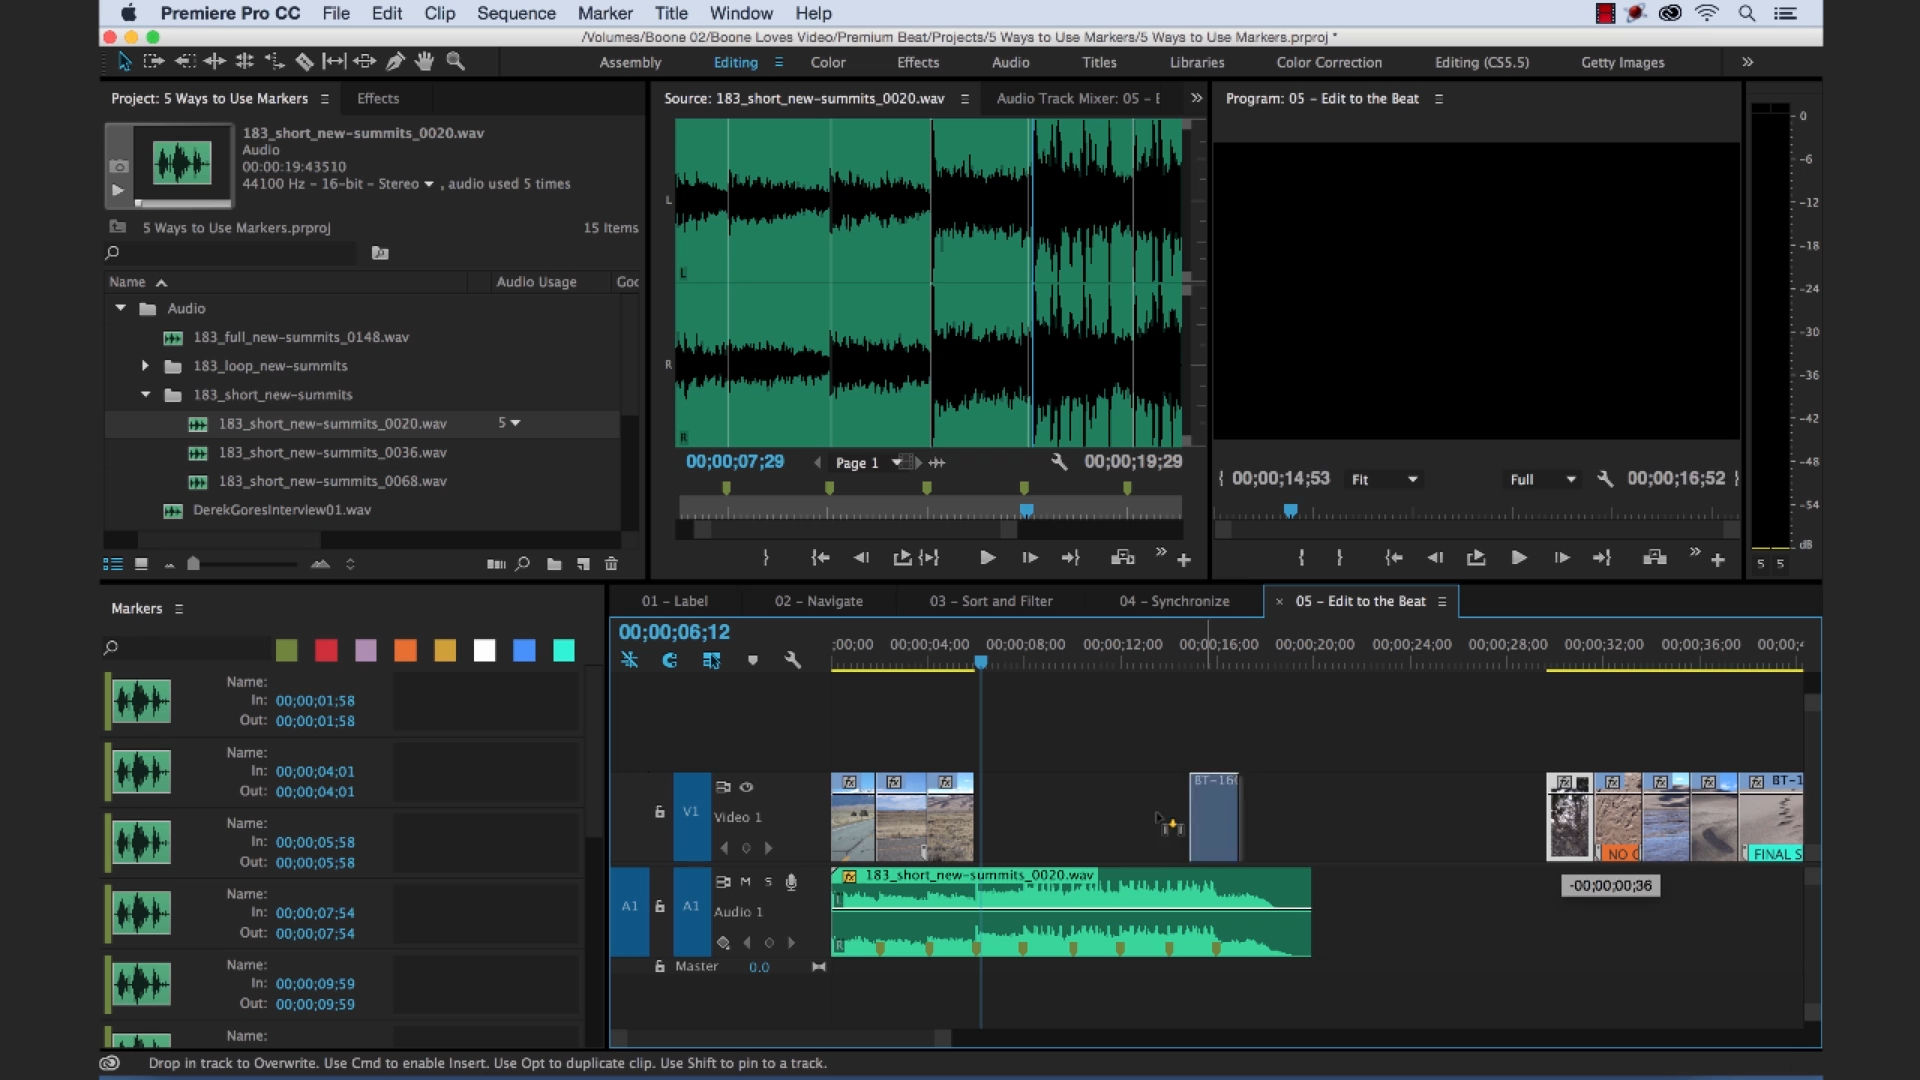 Premiere Pro CC File Edit Clip Sequence Marker Title Window Help
/Volumes/Boone 02/Boone Loves Video/Premium Beat/Projects/5 Ways to Use Markers/5 Ways to Use Markers.prproj *
Assembly Editing Color Effects Audio Titles Libraries Color Correction Editing (CS5.5) Getty Images
Project: 5 Ways to Use Markers Effects
183_short_new-summits_0020.wav
Audio
00:00:19:43510
44100 Hz - 16-bit - Stereo , audio used 5 times
5 Ways to Use Markers.prproj 15 Items
Name Audio Usage
Audio
183_full_new-summits_0148.wav
183_loop_new-summits
183_short_new-summits
183_short_new-summits_0020.wav 5
183_short_new-summits_0036.wav
183_short_new-summits_0068.wav
DerekGoresInterview01.wav
Source: 183_short_new-summits_0020.wav Audio Track Mixer: 05 - E
L
L
R
R
00;00;07;29 Page 1 00;00;19;29
Program: 05 - Edit to the Beat
00;00;14;53 Fit Full 00;00;16;52
0
-6
-12
-18
-24
-30
-36
-42
-48
-54
dB
5 5
Markers
Name:
In: 00;00;01;58
Out: 00;00;01;58
Name:
In: 00;00;04;01
Out: 00;00;04;01
Name:
In: 00;00;05;58
Out: 00;00;05;58
Name:
In: 00;00;07;54
Out: 00;00;07;54
Name:
In: 00;00;09;59
Out: 00;00;09;59
Name:
01 - Label 02 - Navigate 03 - Sort and Filter 04 - Synchronize × 05 - Edit to the Beat
00;00;06;12
;00;00 00;00;04;00 00;00;08;00 00;00;12;00 00;00;16;00 00;00;20;00 00;00;24;00 00;00;28;00 00;00;32;00 00;00;36;00 00;00;4
V1 Video 1
fx fx fx BT-16 fx fx fx fx fx BT-1
NO FINAL S
-00;00;00;36
A1 A1 M S
Audio 1
fx 183_short_new-summits_0020.wav
L
R
Master 0.0
Drop in track to Overwrite. Use Cmd to enable Insert. Use Opt to duplicate clip. Use Shift to pin to a track.